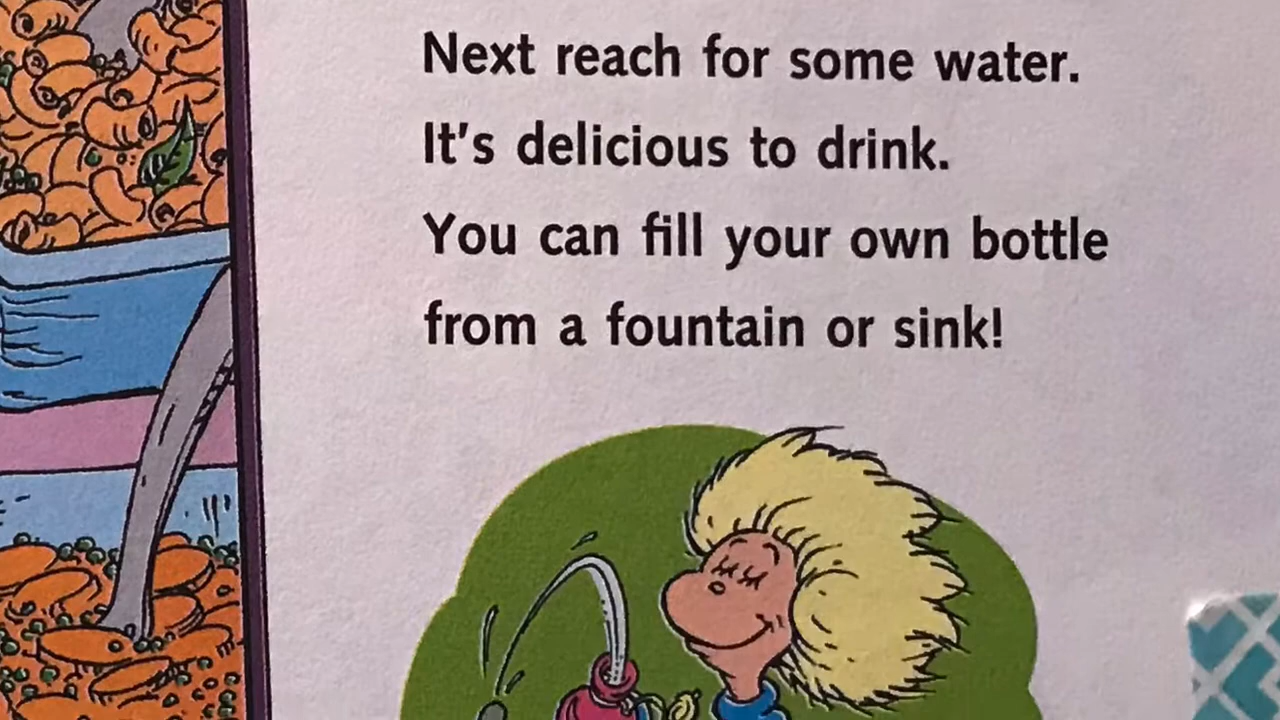 Next reach for some water.
It's delicious to drink.
You can fill your own bottle
from a fountain or sink!